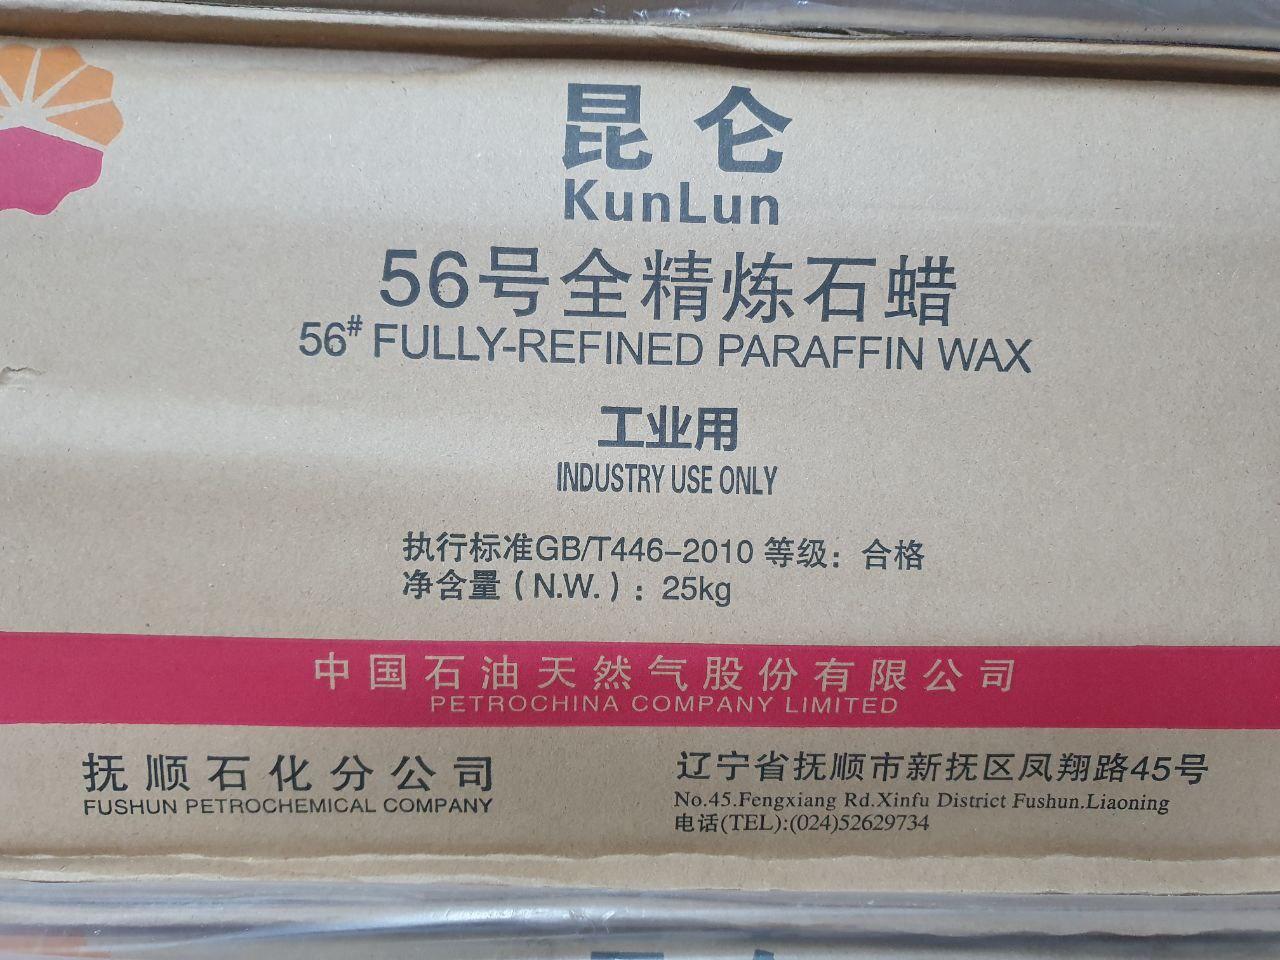 昆仑
KunLun
56号全精炼石蜡
56# FULLY-REFINED PARAFFIN WAX
工业用
INDUSTRY USE ONLY
执行标准GB/T446-2010 等级：合格
净含量（N.W.）：25kg
中国石油天然气股份有限公司
PETROCHINA COMPANY LIMITED
抚顺石化分公司
FUSHUN PETROCHEMICAL COMPANY
辽宁省抚顺市新抚区凤翔路45号
No.45.Fengxiang Rd.Xinfu District Fushun.Liaoning
电话(TEL):(024)52629734